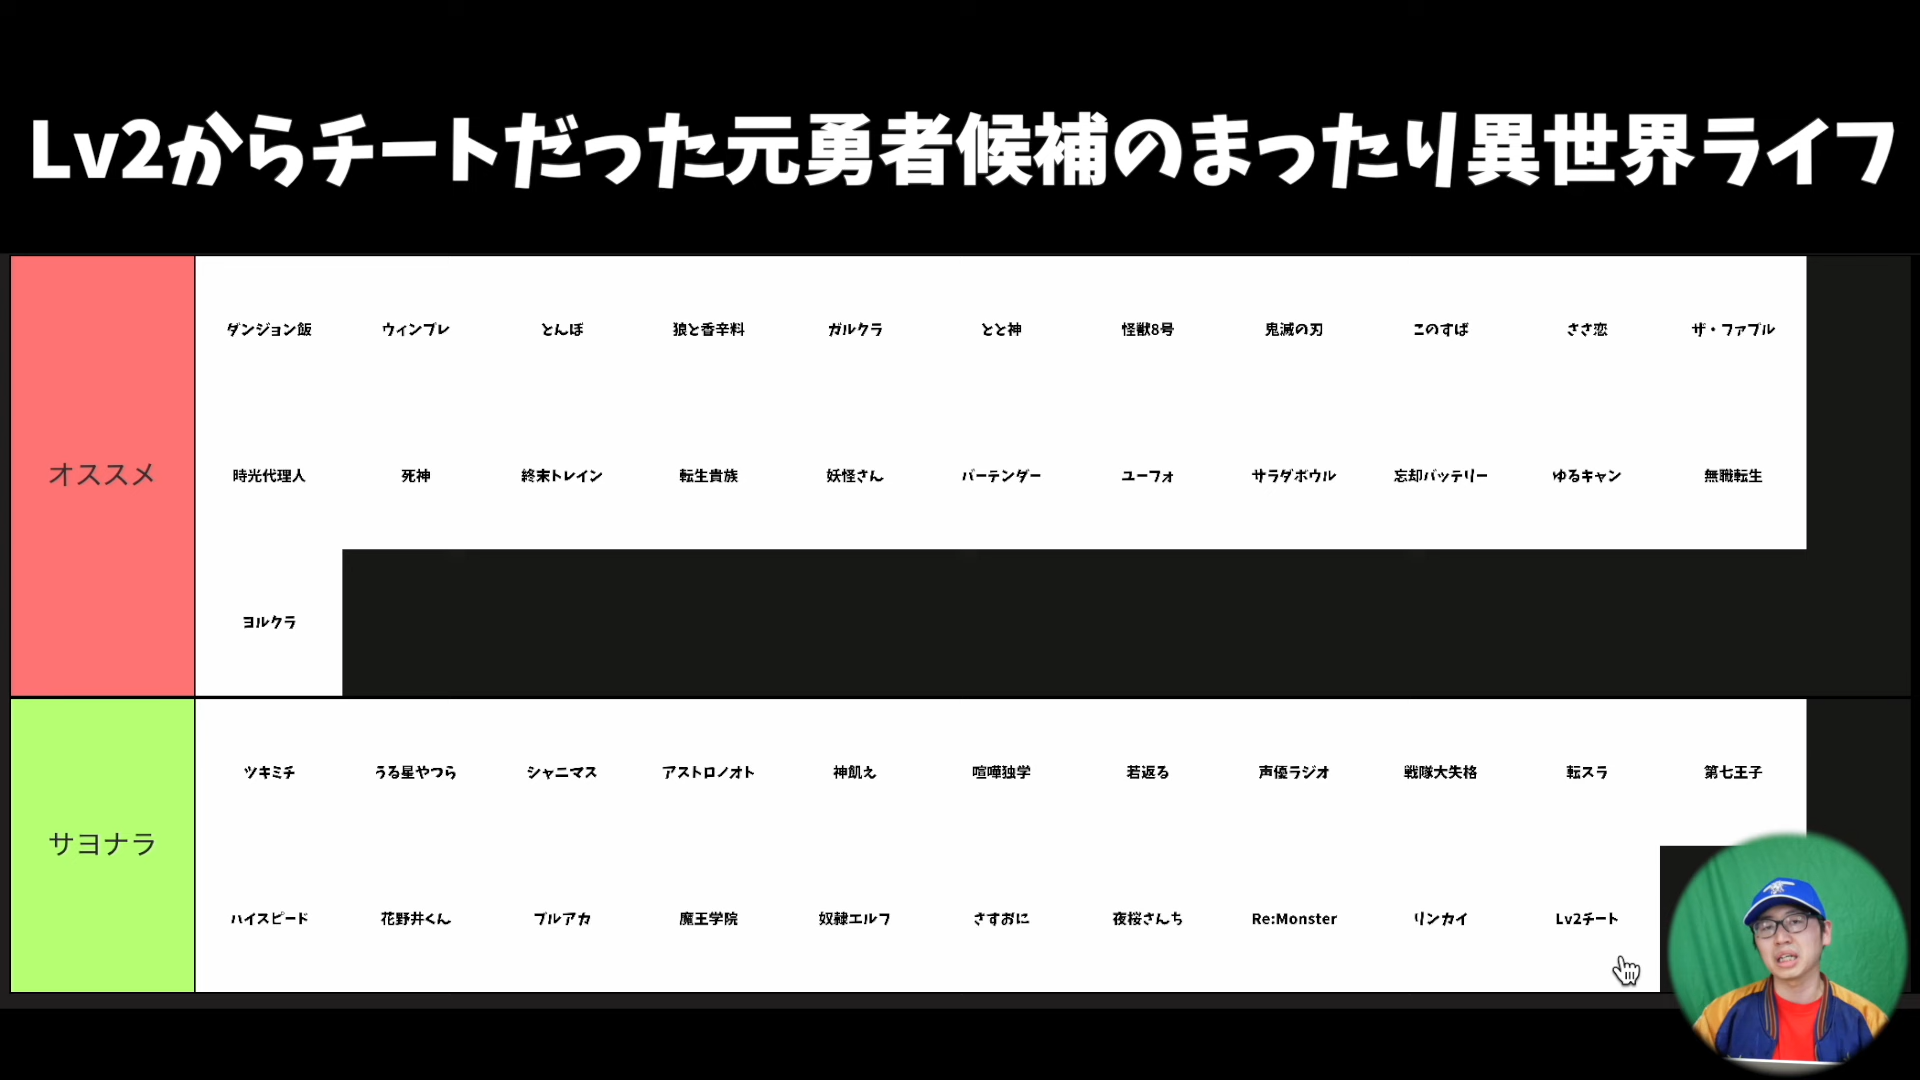 Lv2からチートだった元勇者候補のまったり異世界ライフ
オススメ
ダンジョン飯 ウィンブレ とんぼ 狼と香辛料 ガルクラ とと神 怪獣8号 鬼滅の刃 このすば ささ恋 ザ・ファブル
時光代理人 死神 終末トレイン 転生貴族 妖怪さん バーテンダー ユーフォ サラダボウル 忘却バッテリー ゆるキャン 無職転生
ヨルクラ
サヨナラ
ツキミチ うる星やつら シャニマス アストロノオト 神飢え 喧嘩独学 若返る 声優ラジオ 戦隊大失格 転スラ 第七王子
ハイスピード 花野井くん ブルアカ 魔王学院 奴隷エルフ さすおに 夜桜さんち Re:Monster リンカイ Lv2チート